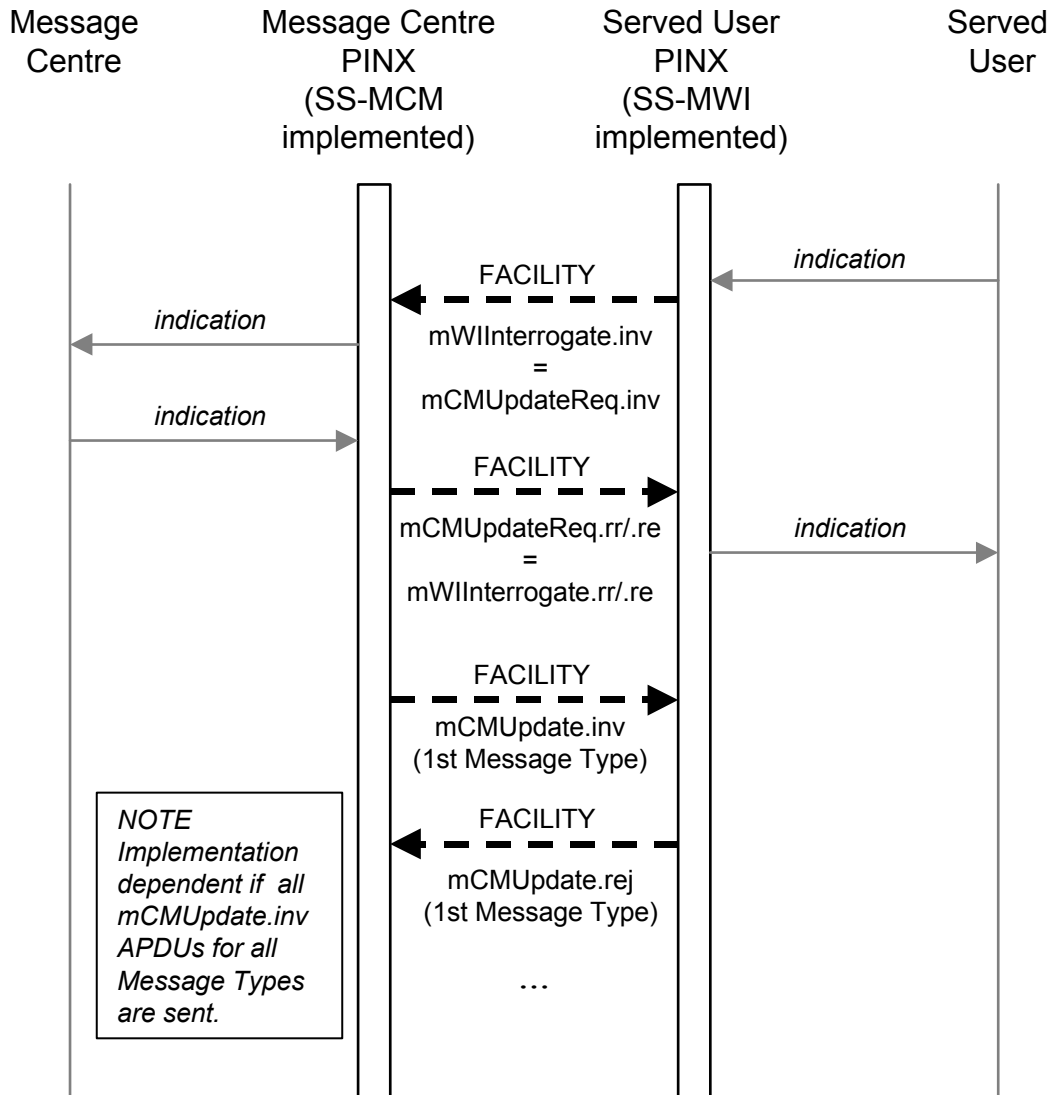 Message
Centre
Message Centre
PINX
(SS-MCM
implemented)
Served User
PINX
(SS-MWI
implemented)
Served
User
indication
FACILITY
mWIInterrogate.inv
=
mCMUpdateReq.inv
indication
indication
FACILITY
mCMUpdateReq.rr/.re
=
mWIInterrogate.rr/.re
indication
FACILITY
mCMUpdate.inv
(1st Message Type)
FACILITY
mCMUpdate.rej
(1st Message Type)
...
NOTE
Implementation
dependent if all
mCMUpdate.inv
APDUs for all
Message Types
are sent.